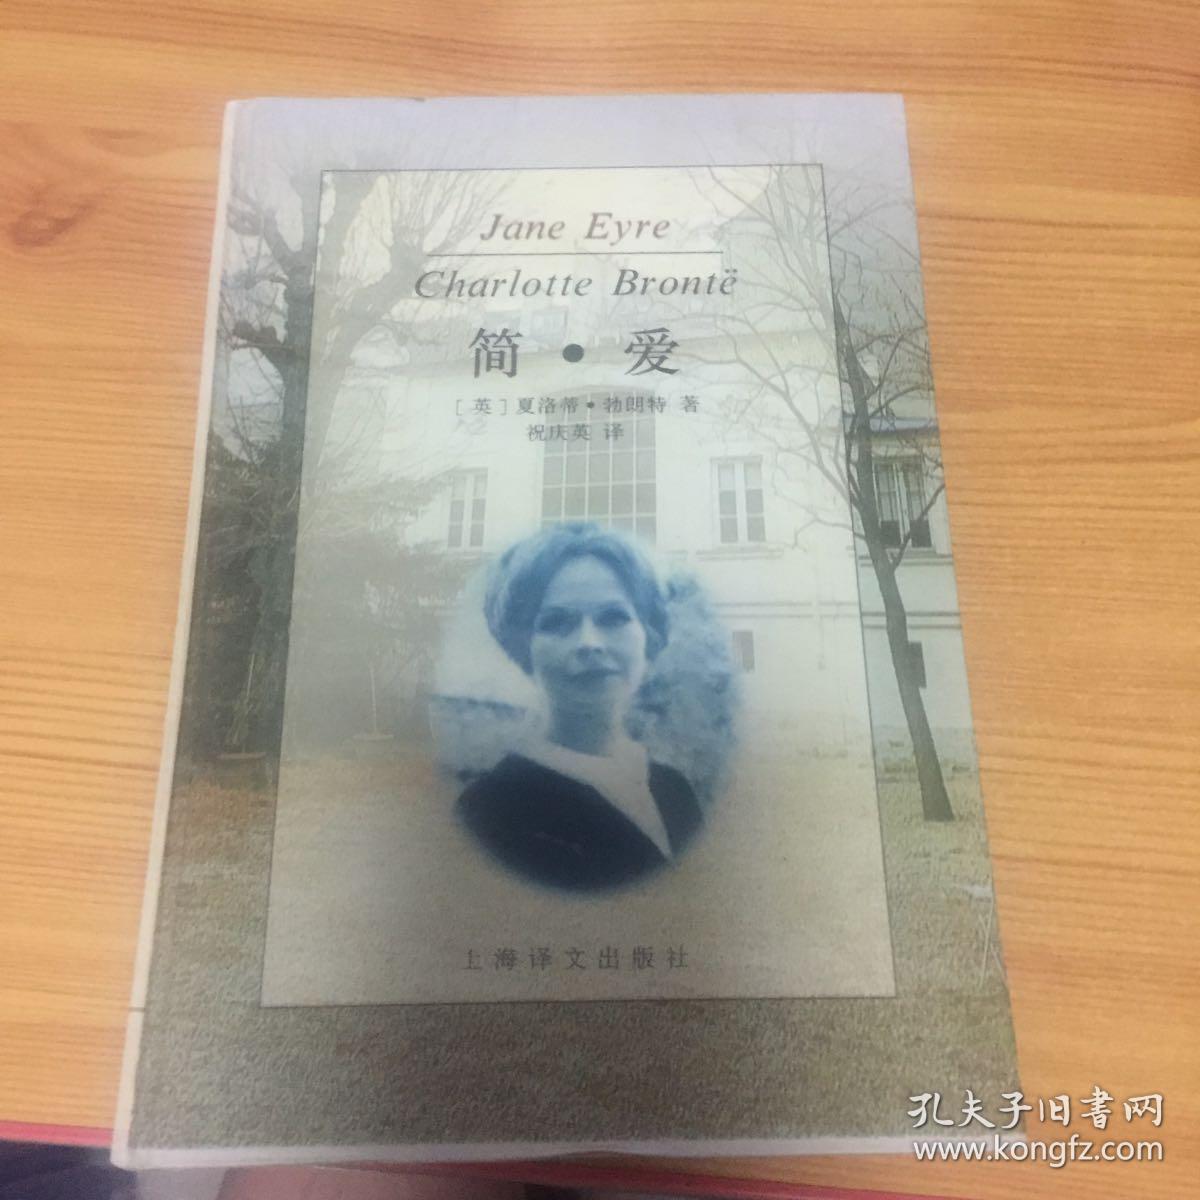 Jane Eyre
Charlotte Brontë
简·爱
［英］夏洛蒂·勃朗特 著
祝庆英 译
上海译文出版社
孔夫子旧书网
www.kongfz.com